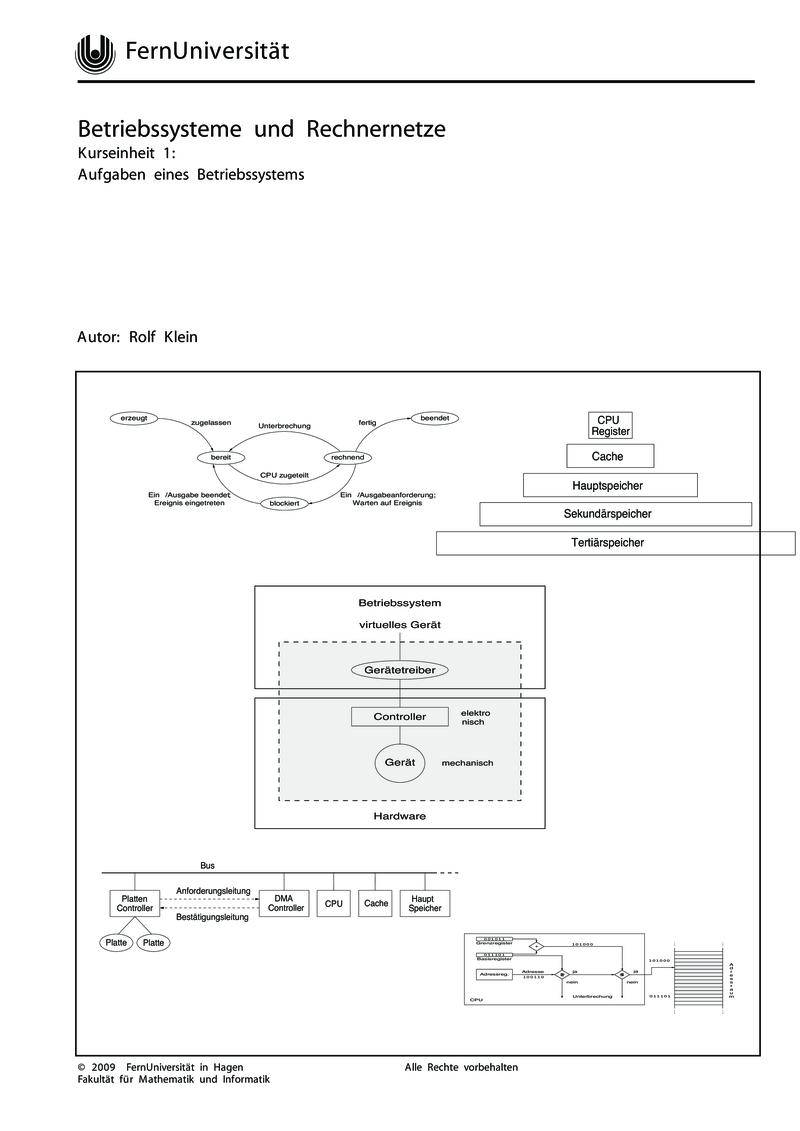 FernUniversität
Betriebssysteme und Rechnernetze
Kurseinheit 1:
Aufgaben eines Betriebssystems
Autor: Rolf Klein
erzeugt
zugelassen
Unterbrechung
fertig
beendet
bereit
rechnend
CPU zugeteilt
Ein /Ausgabe beendet;
Ereignis eingetreten
blockiert
Ein /Ausgabeanforderung;
Warten auf Ereignis
CPU
Register
Cache
Hauptspeicher
Sekundärspeicher
Tertiärspeicher
Betriebssystem
virtuelles Gerät
Gerätetreiber
Controller
elektro
nisch
Gerät
mechanisch
Hardware
Bus
Platten
Controller
Anforderungsleitung
Bestätigungsleitung
DMA
Controller
CPU
Cache
Haupt
Speicher
Platte
Platte
001011
Grenzregister
+
101000
011101
Basisregister
Adressreg.
Adresse
100110
ja
ja
nein
nein
Unterbrechung
CPU
101000
011101
Adressraum
© 2009 FernUniversität in Hagen
Alle Rechte vorbehalten
Fakultät für Mathematik und Informatik